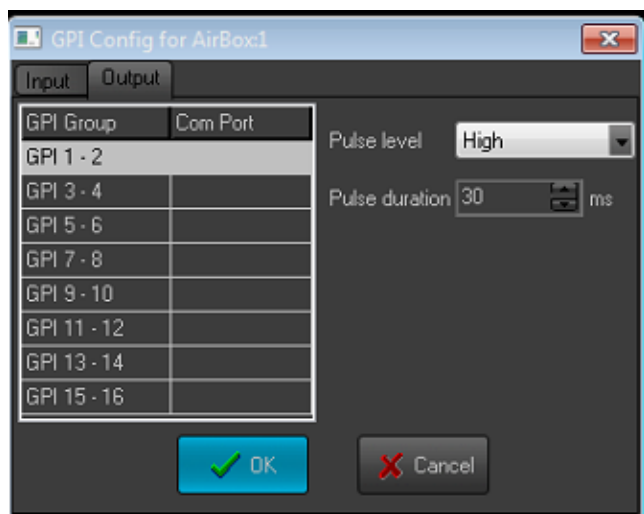 GPI Config for AirBox:1
Input Output
GPI Group Com Port
GPI 1 - 2
GPI 3 - 4
GPI 5 - 6
GPI 7 - 8
GPI 9 - 10
GPI 11 - 12
GPI 13 - 14
GPI 15 - 16
Pulse level High
Pulse duration 30 ms
OK Cancel